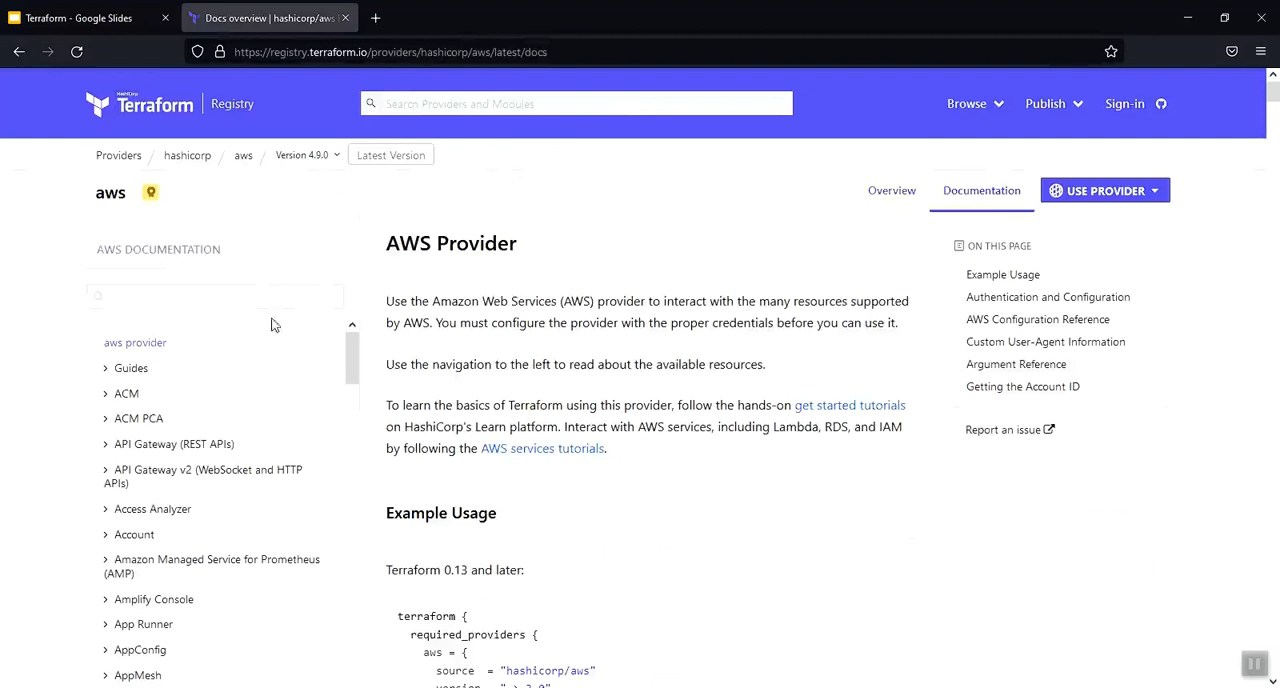 Terraform - Google Slides
Docs overview | hashicorp/aws
https://registry.terraform.io/providers/hashicorp/aws/latest/docs
HashiCorp
Terraform
Registry
Search Providers and Modules
Browse
Publish
Sign-in
Providers / hashicorp / aws / Version 4.9.0
Latest Version
aws
Overview
Documentation
USE PROVIDER
AWS DOCUMENTATION
aws provider
Guides
ACM
ACM PCA
API Gateway (REST APIs)
API Gateway v2 (WebSocket and HTTP
APIs)
Access Analyzer
Account
Amazon Managed Service for Prometheus
(AMP)
Amplify Console
App Runner
AppConfig
AppMesh
AWS Provider
Use the Amazon Web Services (AWS) provider to interact with the many resources supported
by AWS. You must configure the provider with the proper credentials before you can use it.
Use the navigation to the left to read about the available resources.
To learn the basics of Terraform using this provider, follow the hands-on get started tutorials
on HashiCorp's Learn platform. Interact with AWS services, including Lambda, RDS, and IAM
by following the AWS services tutorials.
Example Usage
Terraform 0.13 and later:
terraform {
required_providers {
aws = {
source = "hashicorp/aws"
ON THIS PAGE
Example Usage
Authentication and Configuration
AWS Configuration Reference
Custom User-Agent Information
Argument Reference
Getting the Account ID
Report an issue